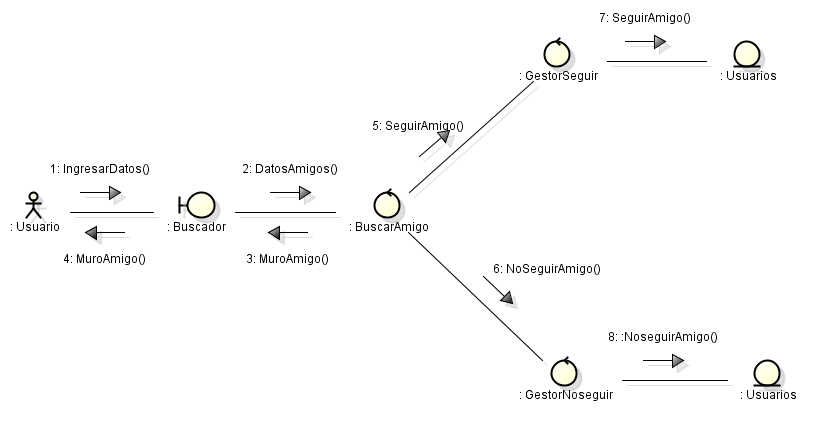 7: SeguirAmigo()
: GestorSeguir
: Usuarios
5: SeguirAmigo()
1: IngresarDatos()
2: DatosAmigos()
: Usuario
: Buscador
: BuscarAmigo
4: MuroAmigo()
3: MuroAmigo()
6: NoSeguirAmigo()
8: :NoseguirAmigo()
: GestorNoseguir
: Usuarios